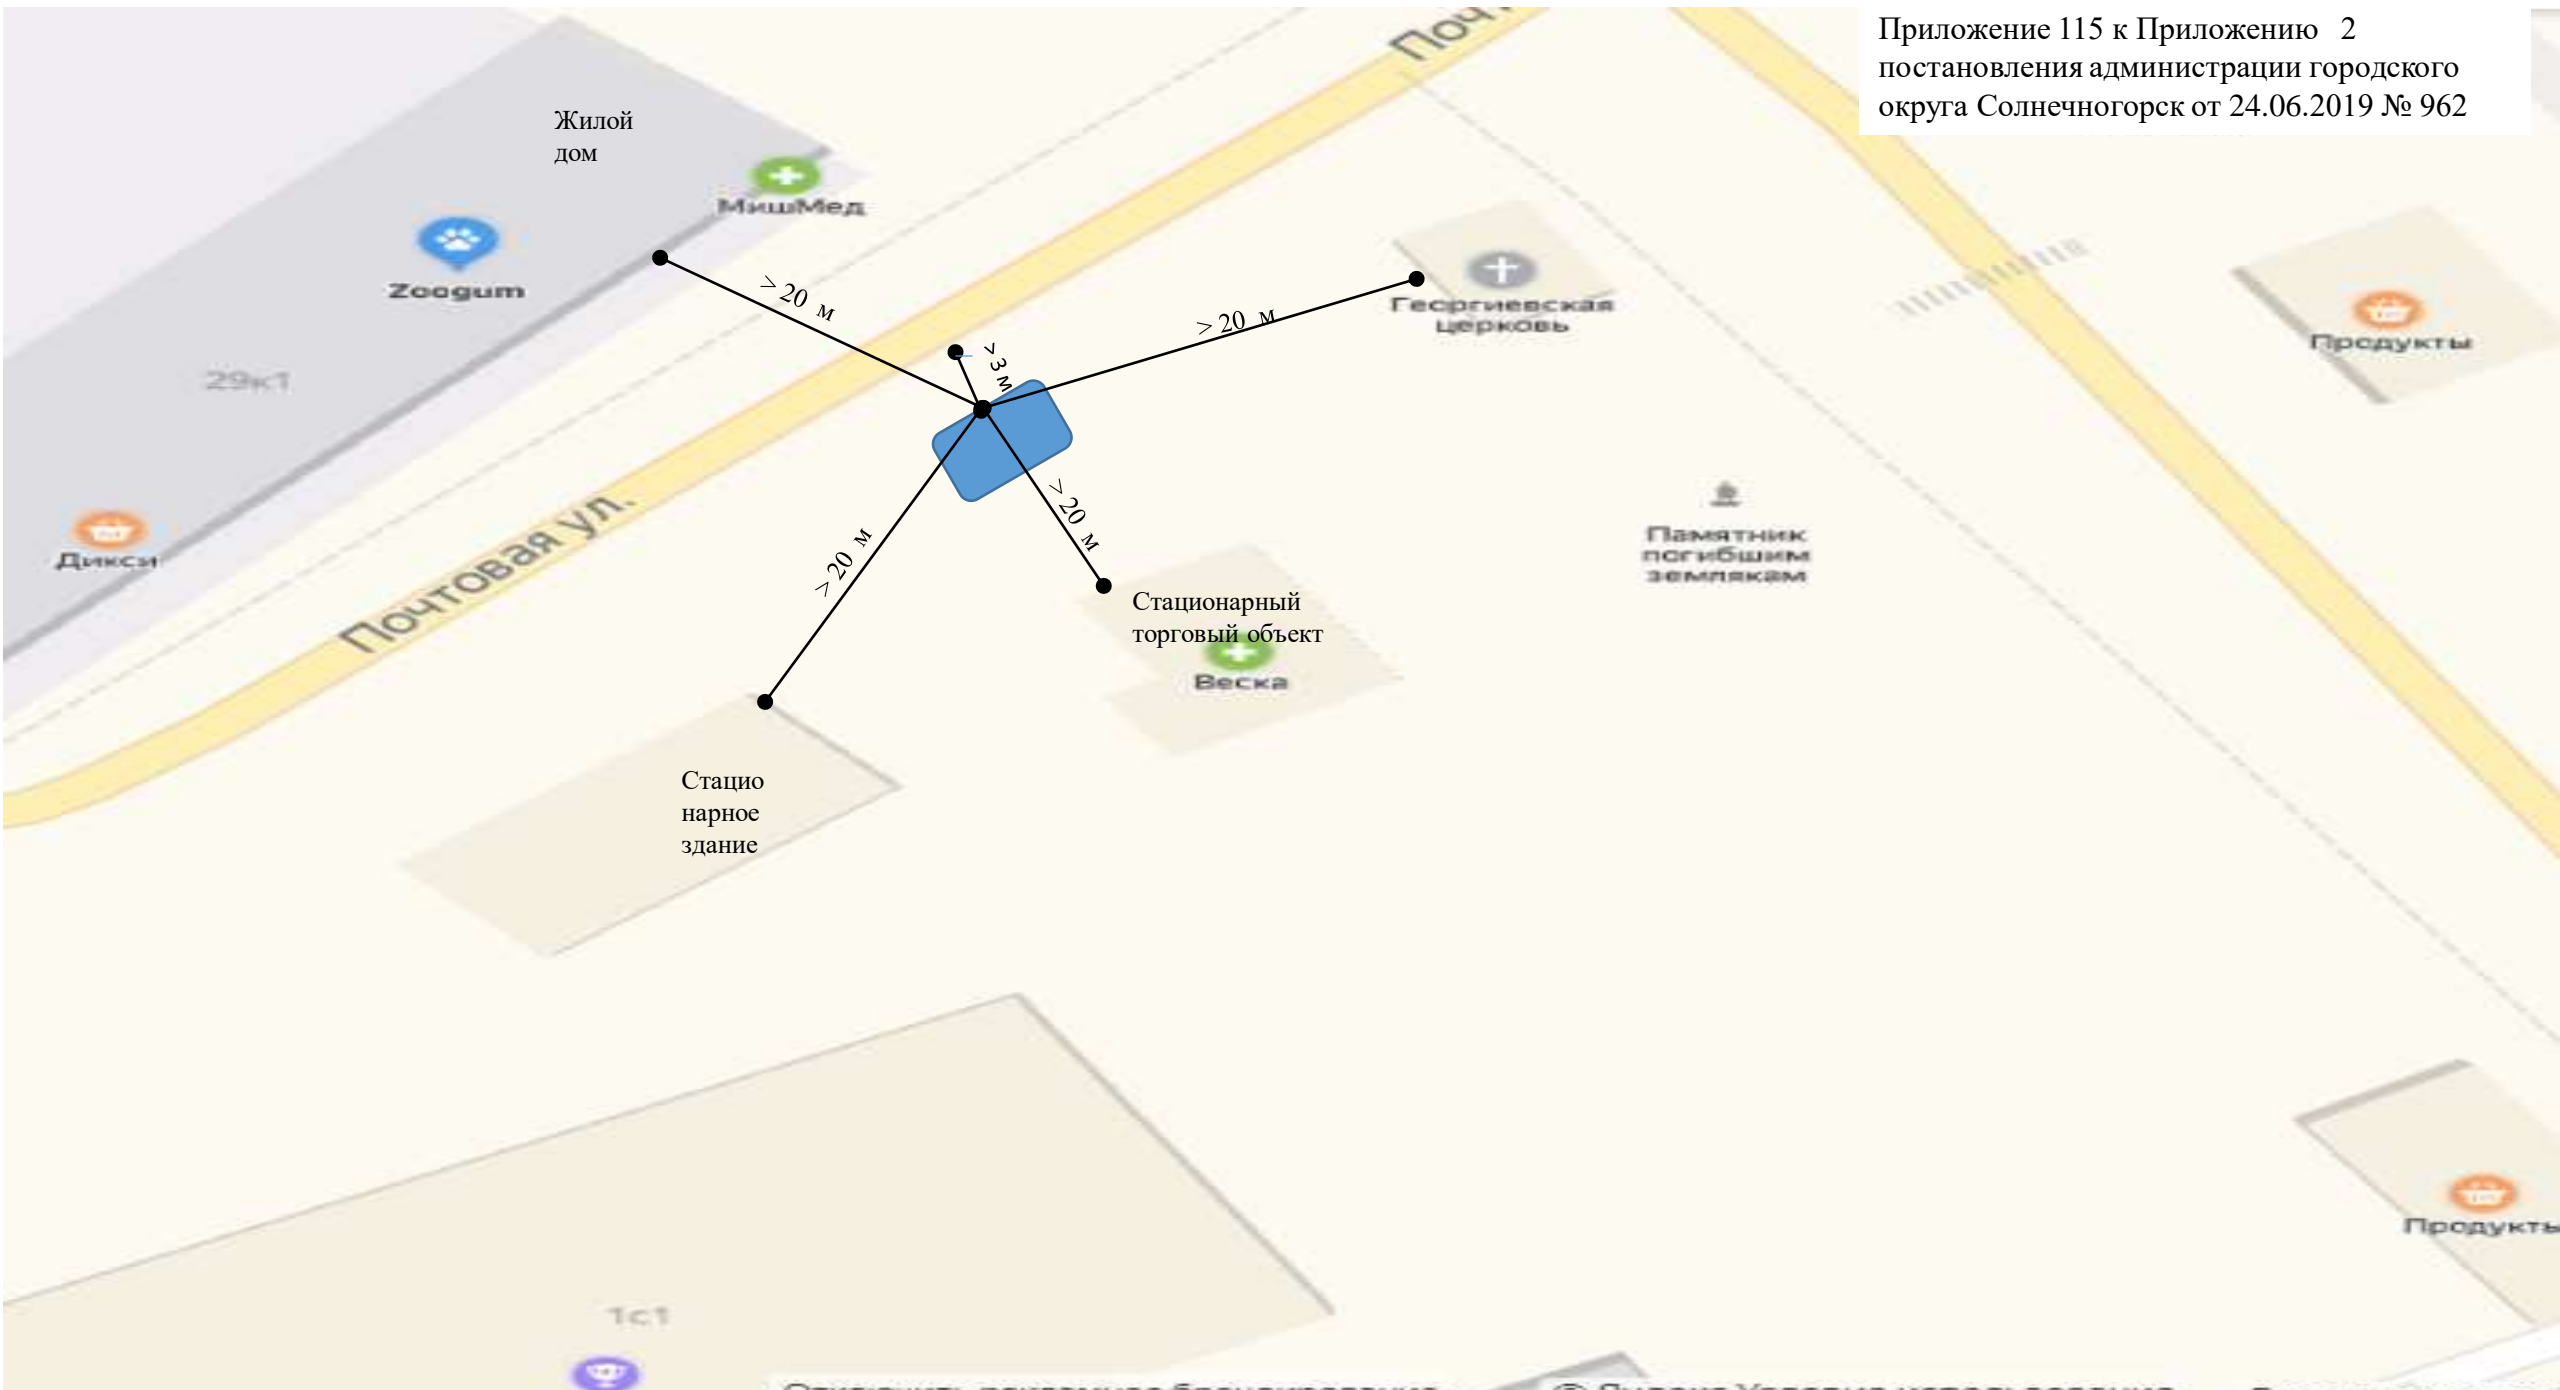 Приложение 115 к Приложению 2
постановления администрации городского
округа Солнечногорск от 24.06.2019 № 962
Жилой
дом
МишМед
Zoogum
29к1
Дикси
Почтовая ул.
Поч
> 20 м
> 3 м
> 20 м
> 20 м
> 20 м
Георгиевская
церковь
Продукты
Памятник
погибшим
землякам
Стационарный
торговый объект
Веска
Стацио
нарное
здание
1с1
Продукты